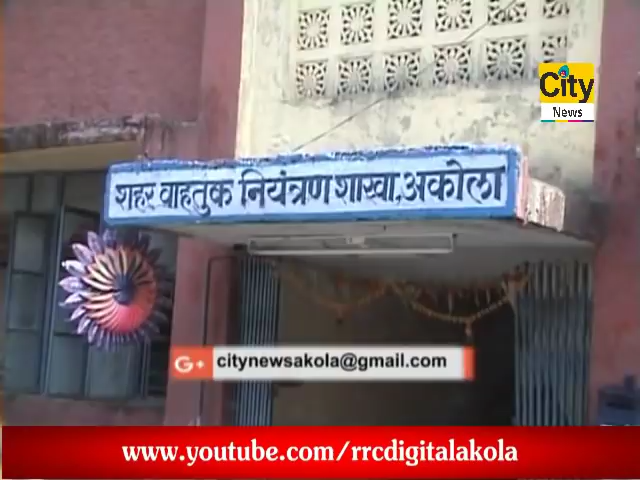 City
News
शहर वाहतुक नियंत्रण शाखा,अकोला
G+ citynewsakola@gmail.com
www.youtube.com/rrcdigitalakola